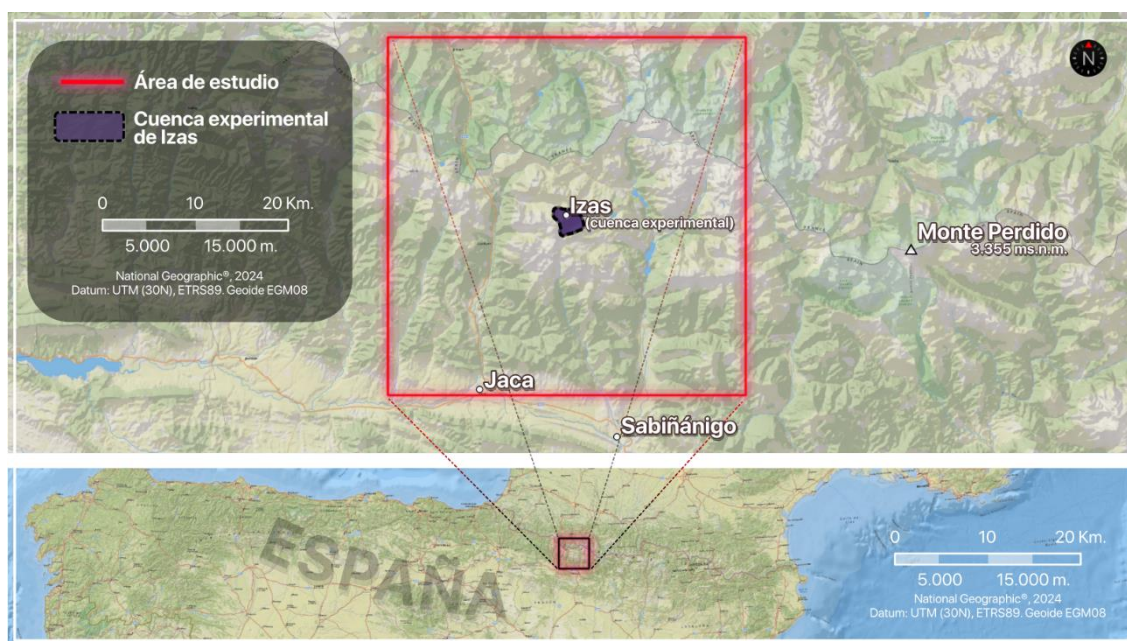 Área de estudio
Cuenca experimental
de Izas
0 10 20 Km.
5.000 15.000 m.
National Geographic®, 2024
Datum: UTM (30N), ETRS89. Geoide EGM08
N
Izas
(cuenca experimental)
Monte Perdido
3.355 ms.n.m.
Jaca
Sabiñánigo
ESPAÑA
0 10 20 Km.
5.000 15.000 m.
National Geographic®, 2024
Datum: UTM (30N), ETRS89. Geoide EGM08